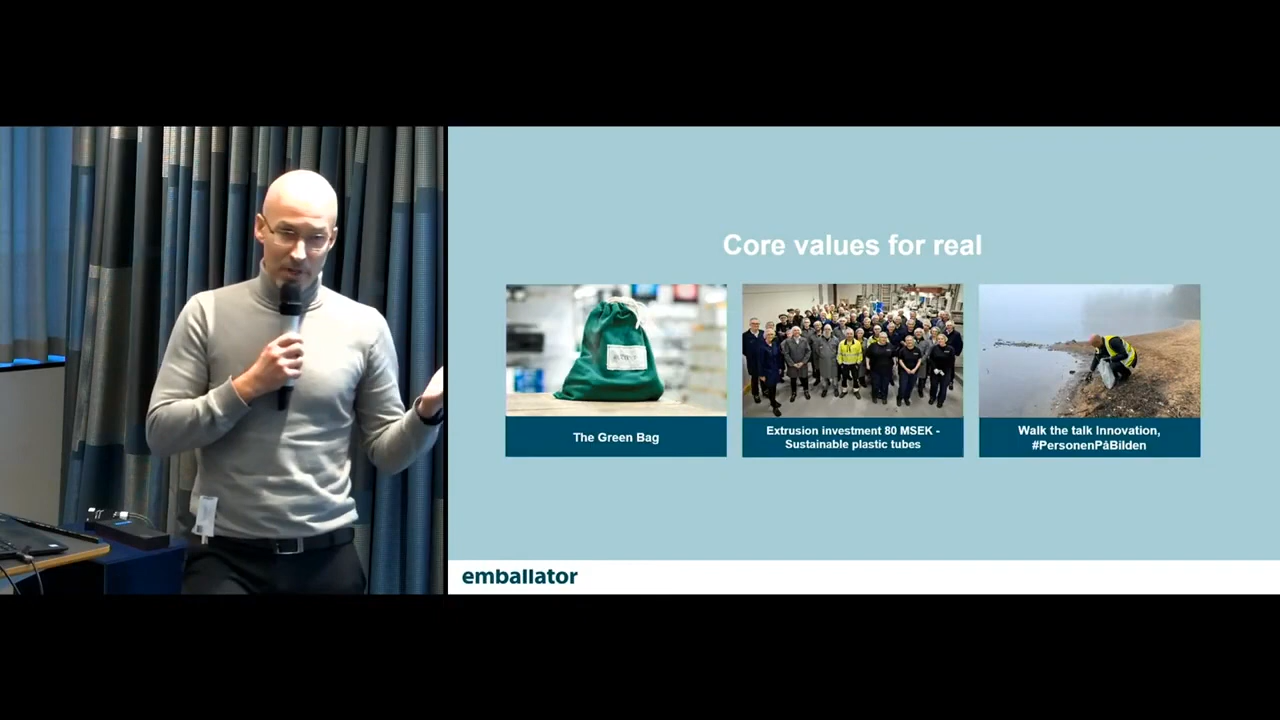 Core values for real
The Green Bag
Extrusion investment 80 MSEK -
Sustainable plastic tubes
Walk the talk Innovation,
#PersonenPåBilden
emballator